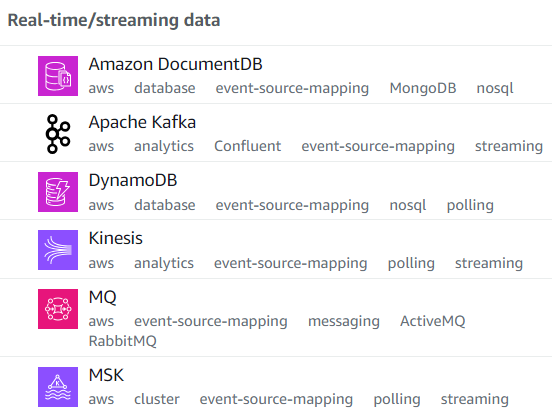 Real-time/streaming data
Amazon DocumentDB
aws database event-source-mapping MongoDB nosql
Apache Kafka
aws analytics Confluent event-source-mapping streaming
DynamoDB
aws database event-source-mapping nosql polling
Kinesis
aws analytics event-source-mapping polling streaming
MQ
aws event-source-mapping messaging ActiveMQ
RabbitMQ
MSK
aws cluster event-source-mapping polling streaming